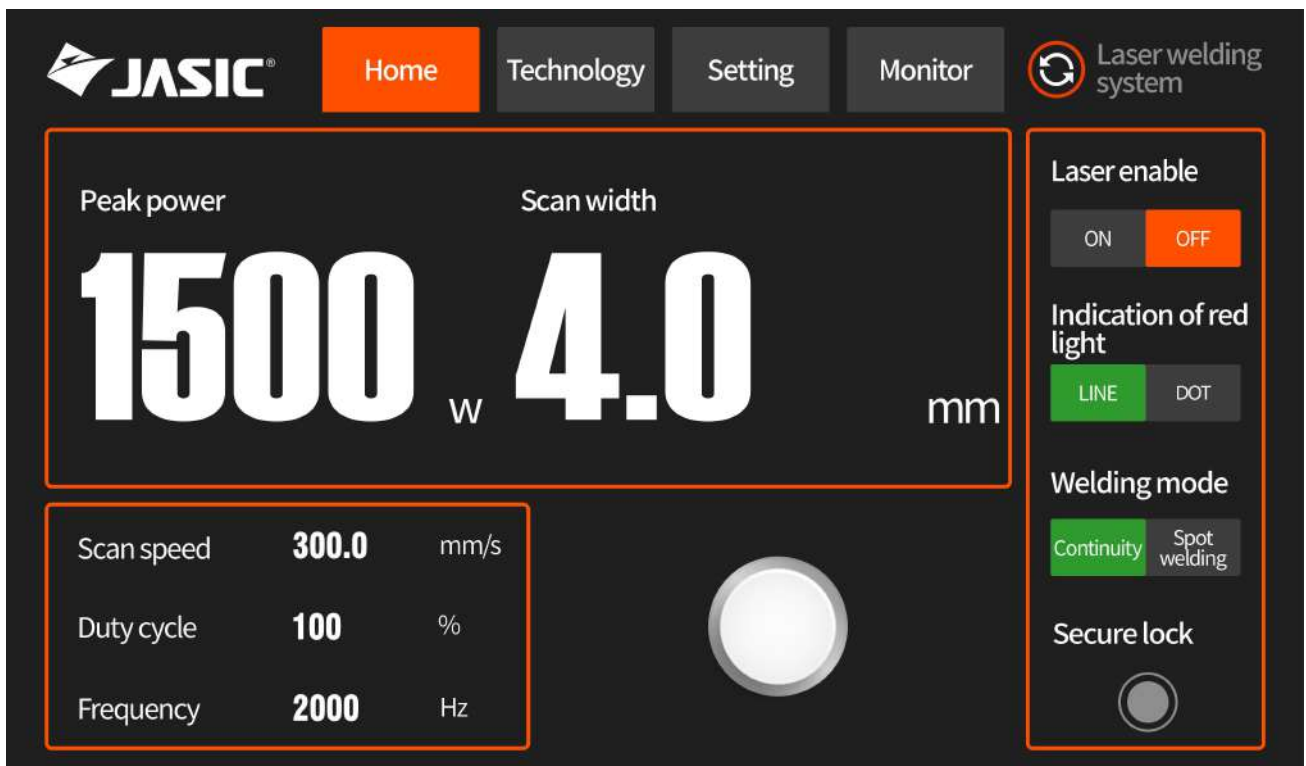 JASIC®
Home
Technology
Setting
Monitor
Laser welding
system
Peak power
1500 w
Scan width
4.0 mm
Scan speed 300.0 mm/s
Duty cycle 100 %
Frequency 2000 Hz
Laser enable
ON OFF
Indication of red
light
LINE DOT
Welding mode
Continuity
Spot
welding
Secure lock